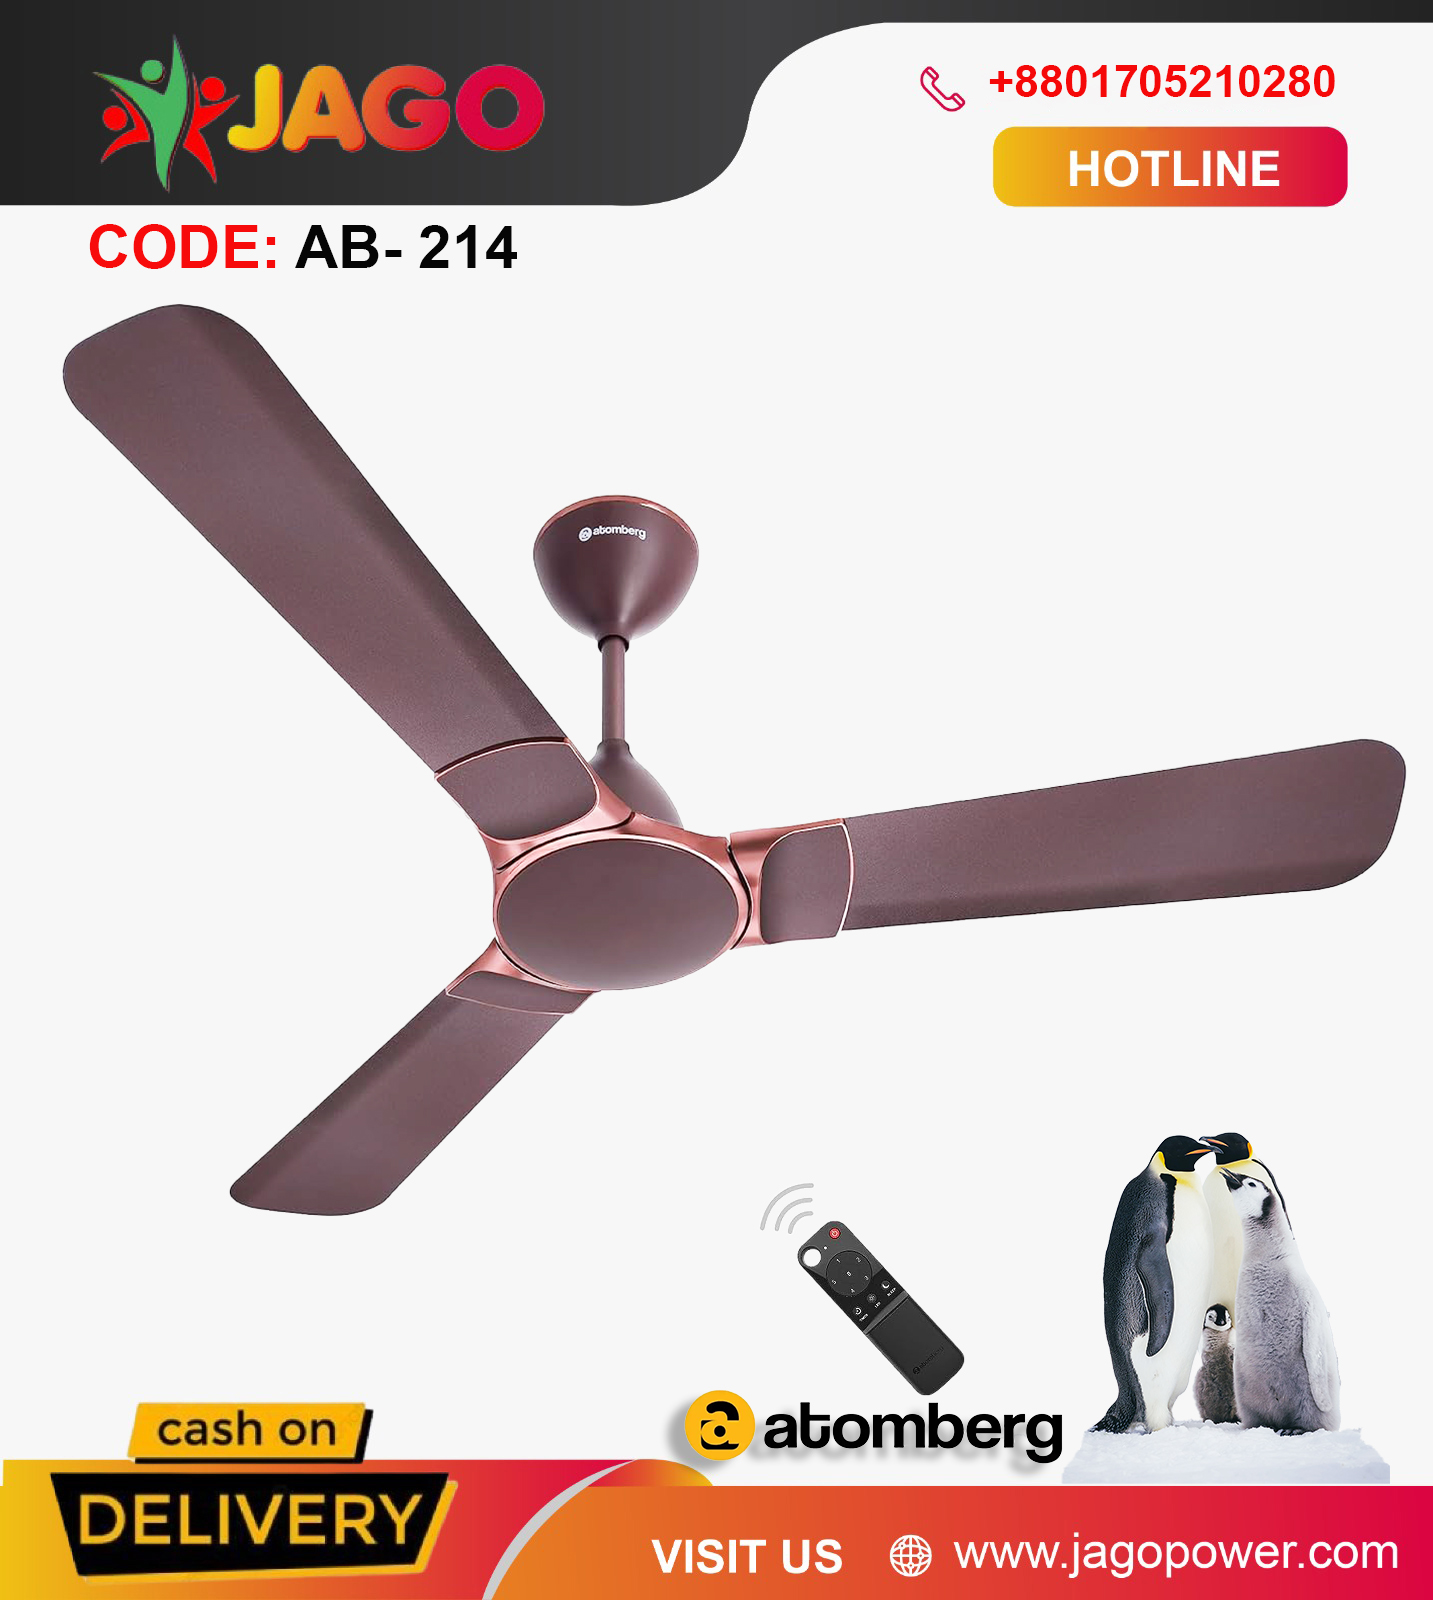 JAGO
+8801705210280
HOTLINE
CODE: AB- 214
atomberg
atomberg
cash on
DELIVERY
VISIT US
www.jagopower.com